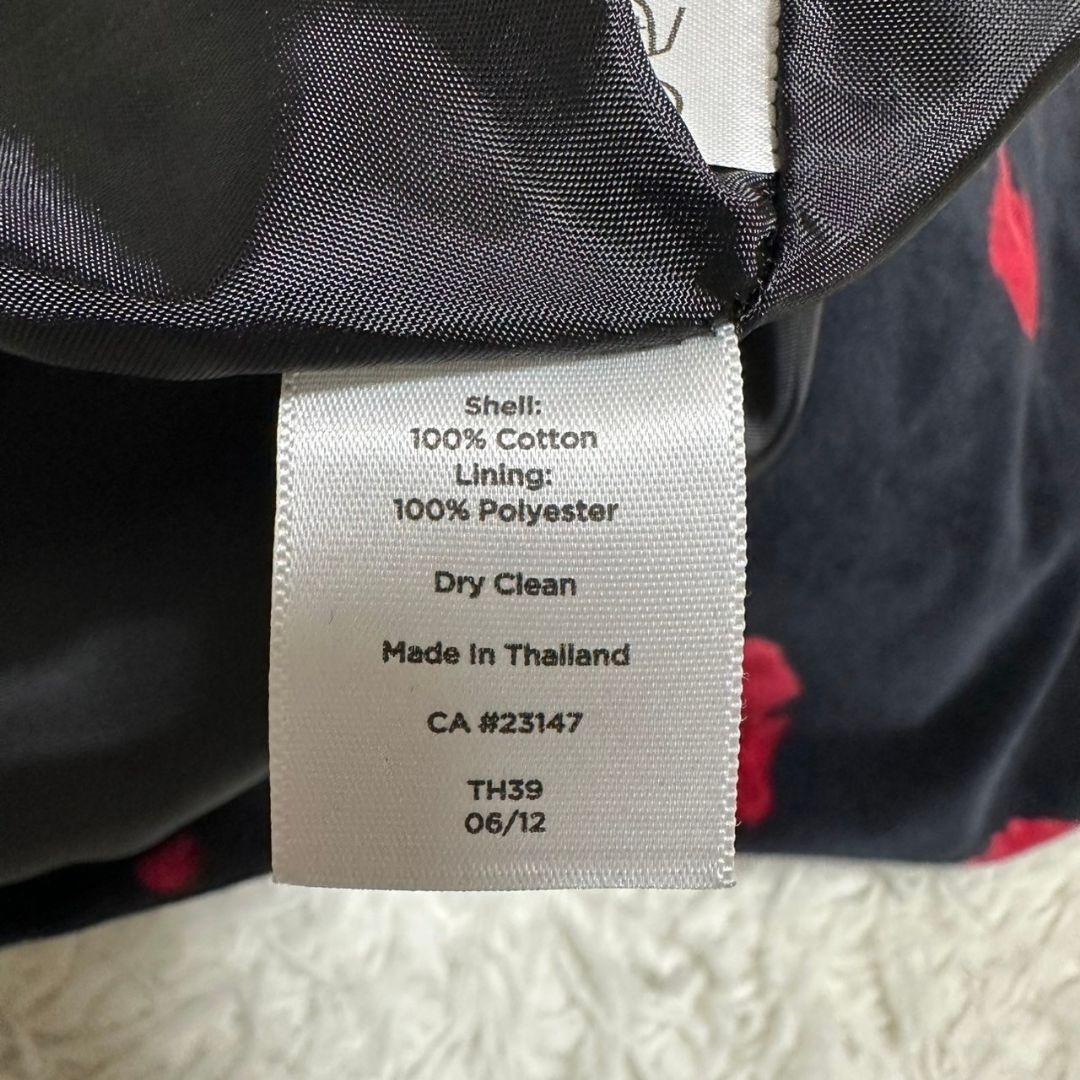 Shell:
100% Cotton
Lining:
100% Polyester
Dry Clean
Made In Thailand
CA #23147
TH39
06/12